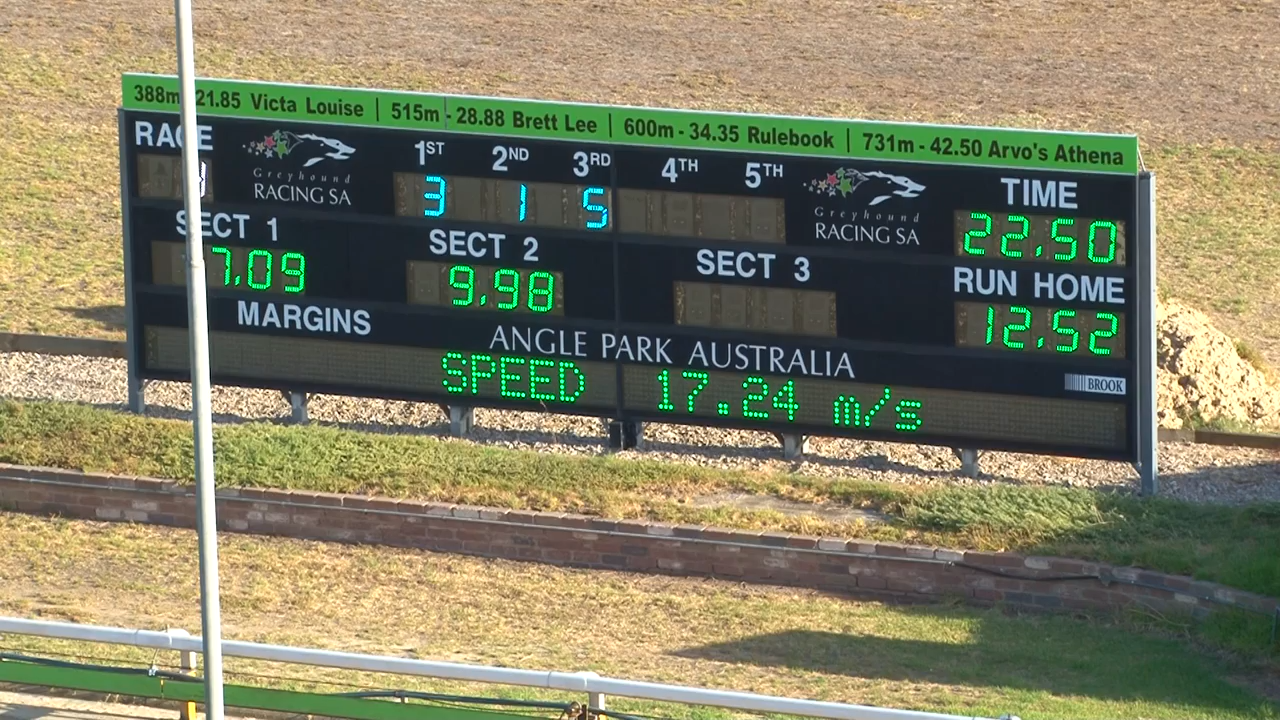 388m - 21.85 Victa Louise | 515m - 28.88 Brett Lee | 600m - 34.35 Rulebook | 731m - 42.50 Arvo's Athena
RACE
Greyhound
RACING SA
1ST 2ND 3RD 4TH 5TH
3 1 5
Greyhound
RACING SA
TIME
22.50
SECT 1
7.09
SECT 2
9.98
SECT 3
RUN HOME
12.52
MARGINS
ANGLE PARK AUSTRALIA
BROOK
SPEED 17.24 m/s